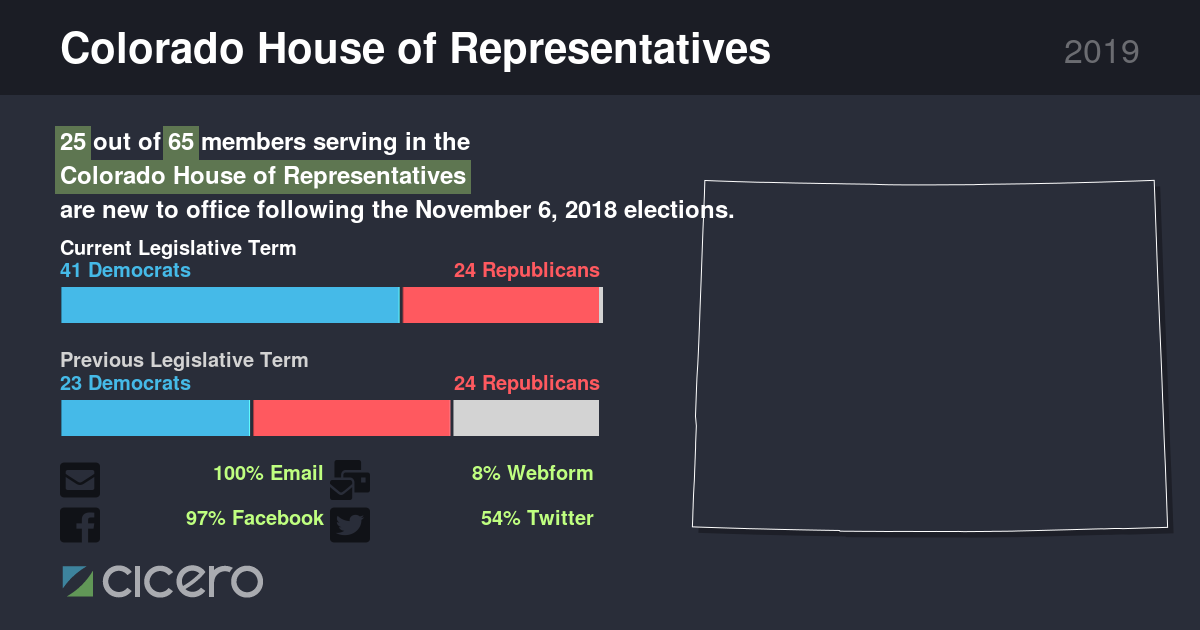 Colorado House of Representatives
2019
25 out of 65 members serving in the
Colorado House of Representatives
are new to office following the November 6, 2018 elections.
Current Legislative Term
41 Democrats 24 Republicans
Previous Legislative Term
23 Democrats 24 Republicans
100% Email 8% Webform
97% Facebook 54% Twitter
cicero